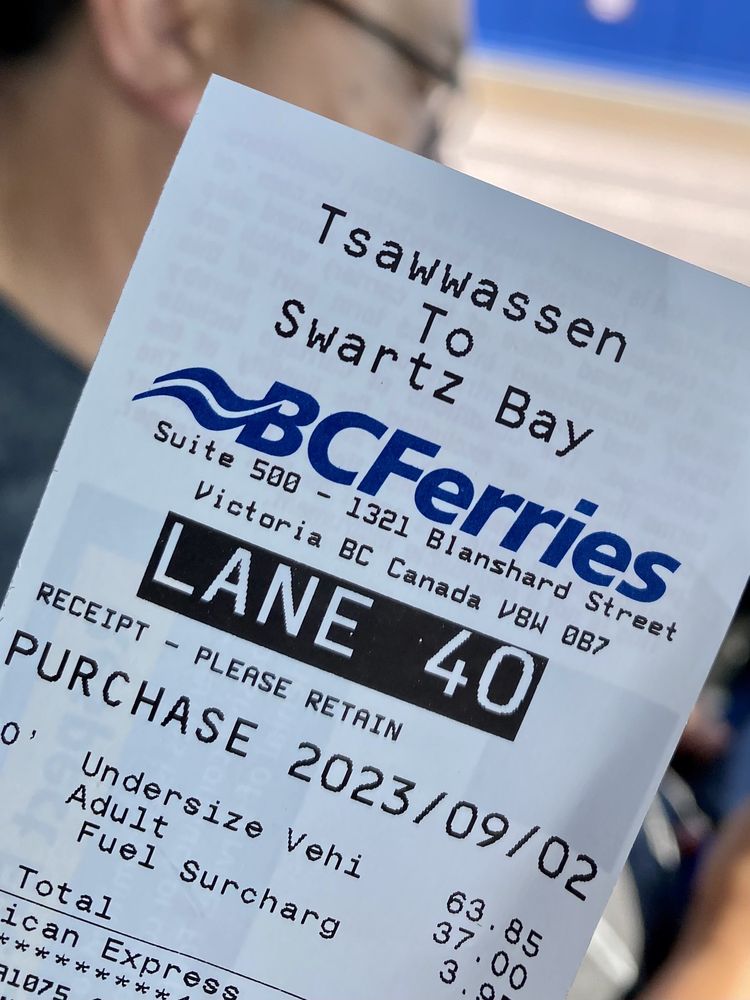 Tsawwassen
To
Swartz Bay
BCFerries
Suite 500 - 1321 Blanshard Street
Victoria BC Canada V8W 0B7
LANE 40
RECEIPT - PLEASE RETAIN
PURCHASE 2023/09/02
0' Undersize Vehi 63.85
Adult 37.00
Fuel Surcharg 3.9
Total
ican Express